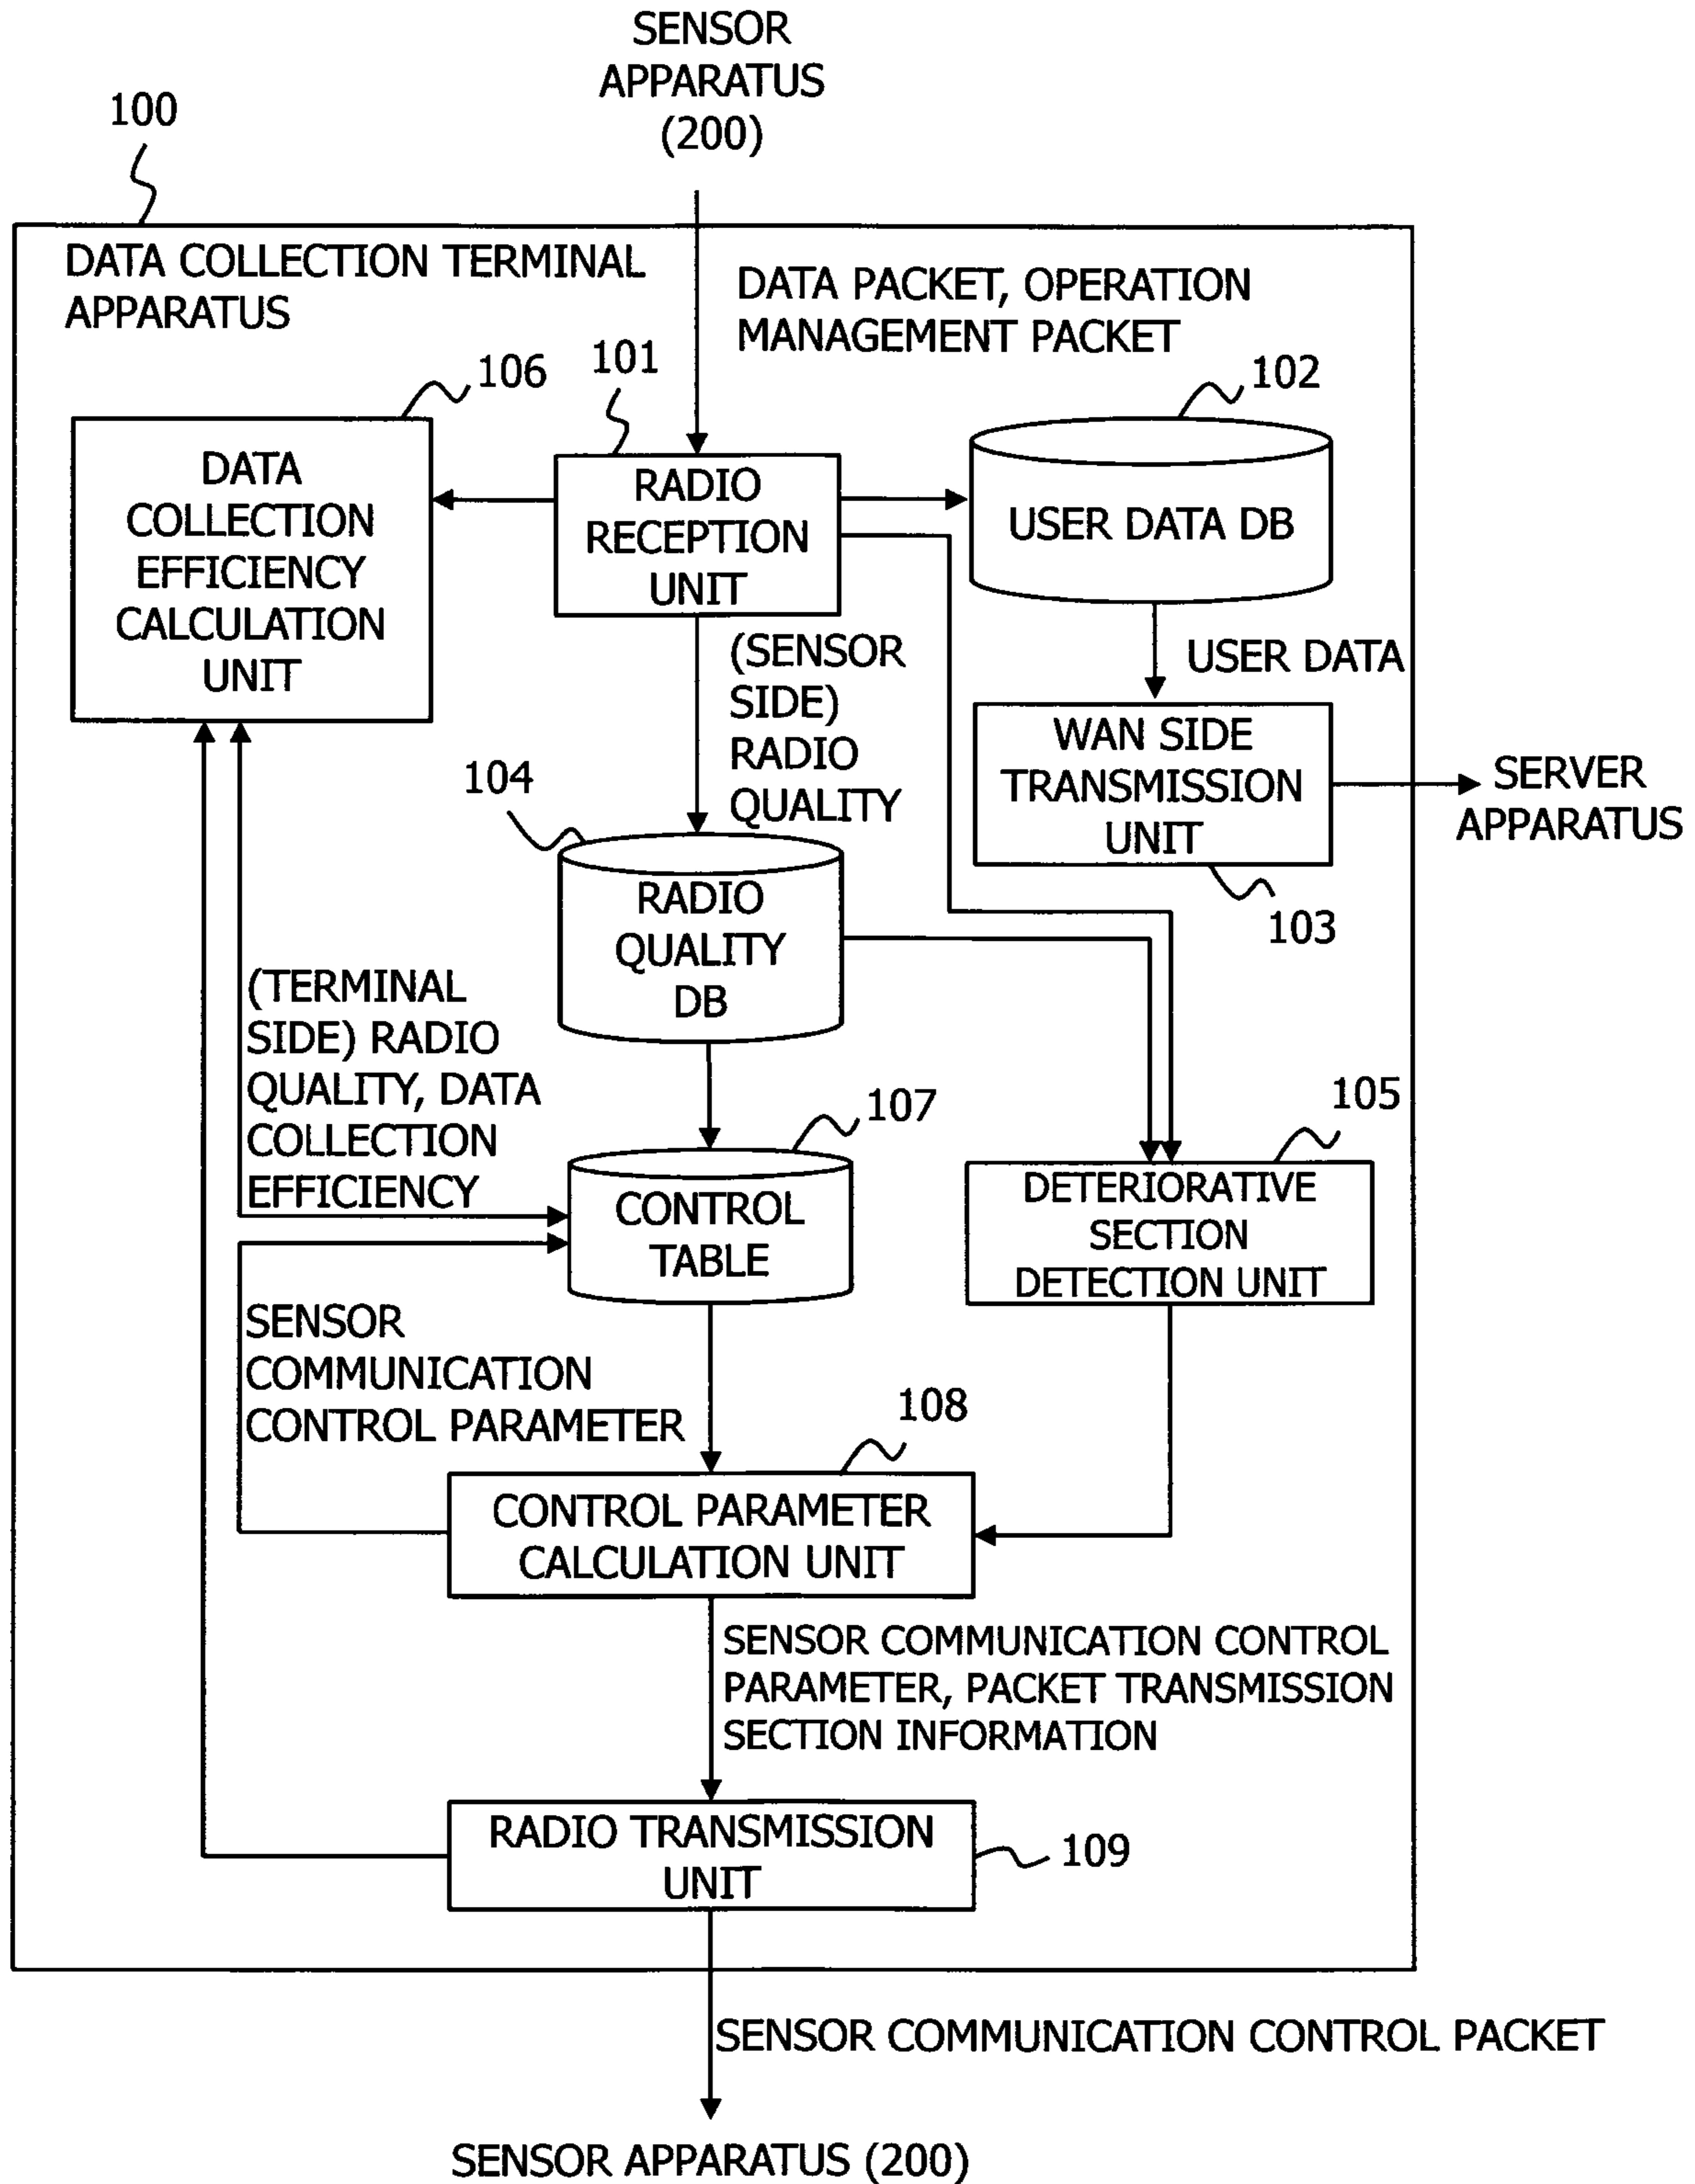 SENSOR
APPARATUS
(200)
100
DATA COLLECTION TERMINAL
APPARATUS
DATA PACKET, OPERATION
MANAGEMENT PACKET
106
101
102
DATA
COLLECTION
EFFICIENCY
CALCULATION
UNIT
RADIO
RECEPTION
UNIT
USER DATA DB
(SENSOR
SIDE)
RADIO
QUALITY
USER DATA
WAN SIDE
TRANSMISSION
UNIT
SERVER
APPARATUS
103
104
RADIO
QUALITY
DB
(TERMINAL
SIDE) RADIO
QUALITY, DATA
COLLECTION
EFFICIENCY
107
105
CONTROL
TABLE
DETERIORATIVE
SECTION
DETECTION UNIT
SENSOR
COMMUNICATION
CONTROL PARAMETER
108
CONTROL PARAMETER
CALCULATION UNIT
SENSOR COMMUNICATION CONTROL
PARAMETER, PACKET TRANSMISSION
SECTION INFORMATION
RADIO TRANSMISSION
UNIT
109
SENSOR COMMUNICATION CONTROL PACKET
SENSOR APPARATUS (200)